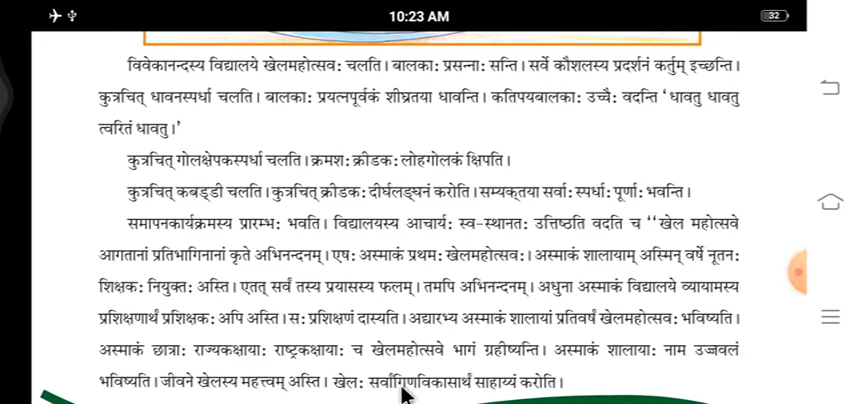 10:23 AM
32
विवेकानन्दस्य विद्यालये खेलमहोत्सव: चलति। बालका: प्रसन्ना: सन्ति। सर्वे कौशलस्य प्रदर्शनं कर्तुम् इच्छन्ति।
कुत्रचित् धावनस्पर्धा चलति। बालका: प्रयत्नपूर्वकं शीघ्रतया धावन्ति। कतिपयबालका: उच्चै: वदन्ति ‘धावतु धावतु
त्वरितं धावतु।’
कुत्रचित् गोलक्षेपकस्पर्धा चलति। क्रमश: क्रीडक: लोहगोलकं क्षिपति।
कुत्रचित् कबड्डी चलति। कुत्रचित् क्रीडक: दीर्घलङ्घनं करोति। सम्यक्तया सर्वा: स्पर्धा: पूर्णा: भवन्ति।
समापनकार्यक्रमस्य प्रारम्भ: भवति। विद्यालयस्य आचार्य: स्व-स्थानत: उत्तिष्ठति वदति च ‘‘खेल महोत्सवे
आगतानां प्रतिभागिनानां कृते अभिनन्दनम्। एष: अस्माकं प्रथम: खेलमहोत्सव:। अस्माकं शालायाम् अस्मिन् वर्षे नूतन:
शिक्षक: नियुक्त: अस्ति। एतत् सर्वं तस्य प्रयासस्य फलम्। तमपि अभिनन्दनम्। अधुना अस्माकं विद्यालये व्यायामस्य
प्रशिक्षणार्थं प्रशिक्षक: अपि अस्ति। स: प्रशिक्षणं दास्यति। अद्यारभ्य अस्माकं शालायां प्रतिवर्षं खेलमहोत्सव: भविष्यति।
अस्माकं छात्रा: राज्यकक्षाया: राष्ट्रकक्षाया: च खेलमहोत्सवे भागं ग्रहीष्यन्ति। अस्माकं शालाया: नाम उज्ज्वलं
भविष्यति। जीवने खेलस्य महत्त्वम् अस्ति। खेल: सर्वांगिणविकासार्थं साहाय्यं करोति।